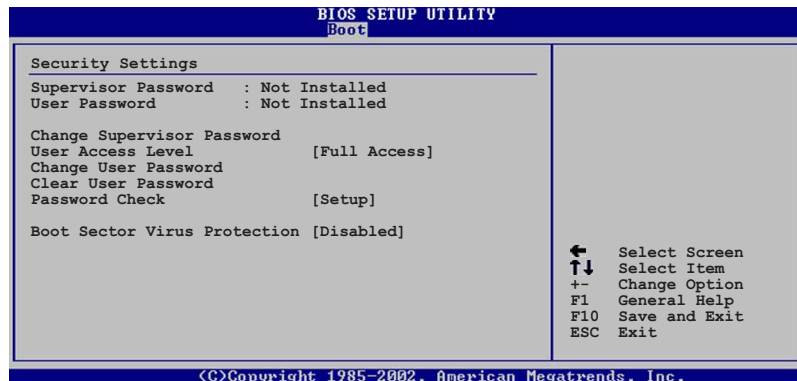 BIOS SETUP UTILITY
Boot
Security Settings
Supervisor Password : Not Installed
User Password : Not Installed
Change Supervisor Password
User Access Level [Full Access]
Change User Password
Clear User Password
Password Check [Setup]
Boot Sector Virus Protection [Disabled]
← Select Screen
↑↓ Select Item
+- Change Option
F1 General Help
F10 Save and Exit
ESC Exit
(C)Copyright 1985-2002, American Megatrends, Inc.